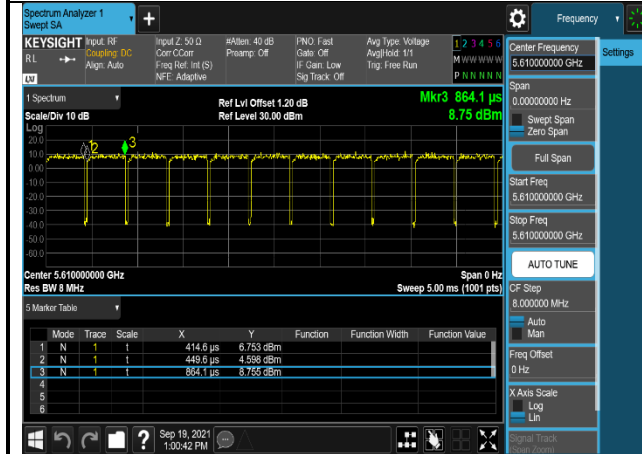 Spectrum Analyzer 1
Swept SA
+
Frequency
KEYSIGHT Input: RF
RL Coupling: DC
Align: Auto
Input Z: 50 Ω
Corr CCorr
Freq Ref: Int (S)
NFE: Adaptive
#Atten: 40 dB
Preamp: Off
PNO: Fast
Gate: Off
IF Gain: Low
Sig Track: Off
Avg Type: Voltage
Avg|Hold: 1/1
Trig: Free Run
1 2 3 4 5 6
M W W W W W
P N N N N N
1 Spectrum
Scale/Div 10 dB
Ref Lvl Offset 1.20 dB
Ref Level 30.00 dBm
Mkr3 864.1 µs
8.75 dBm
Log
20.0
10.0
0.00
-10.0
-20.0
-30.0
-40.0
-50.0
-60.0
2
3
Center 5.610000000 GHz
Res BW 8 MHz
Span 0 Hz
Sweep 5.00 ms (1001 pts)
5 Marker Table
Mode Trace Scale X Y Function Function Width Function Value
1 N 1 t 414.6 µs 6.753 dBm
2 N 1 t 449.6 µs 4.598 dBm
3 N 1 t 864.1 µs 8.755 dBm
4
5
6
?
Sep 19, 2021
1:00:42 PM
Center Frequency
5.610000000 GHz
Settings
Span
0.00000000 Hz
Swept Span
Zero Span
Full Span
Start Freq
5.610000000 GHz
Stop Freq
5.610000000 GHz
AUTO TUNE
CF Step
8.000000 MHz
Auto
Man
Freq Offset
0 Hz
X Axis Scale
Log
Lin
Signal Track
(Span Zoom)